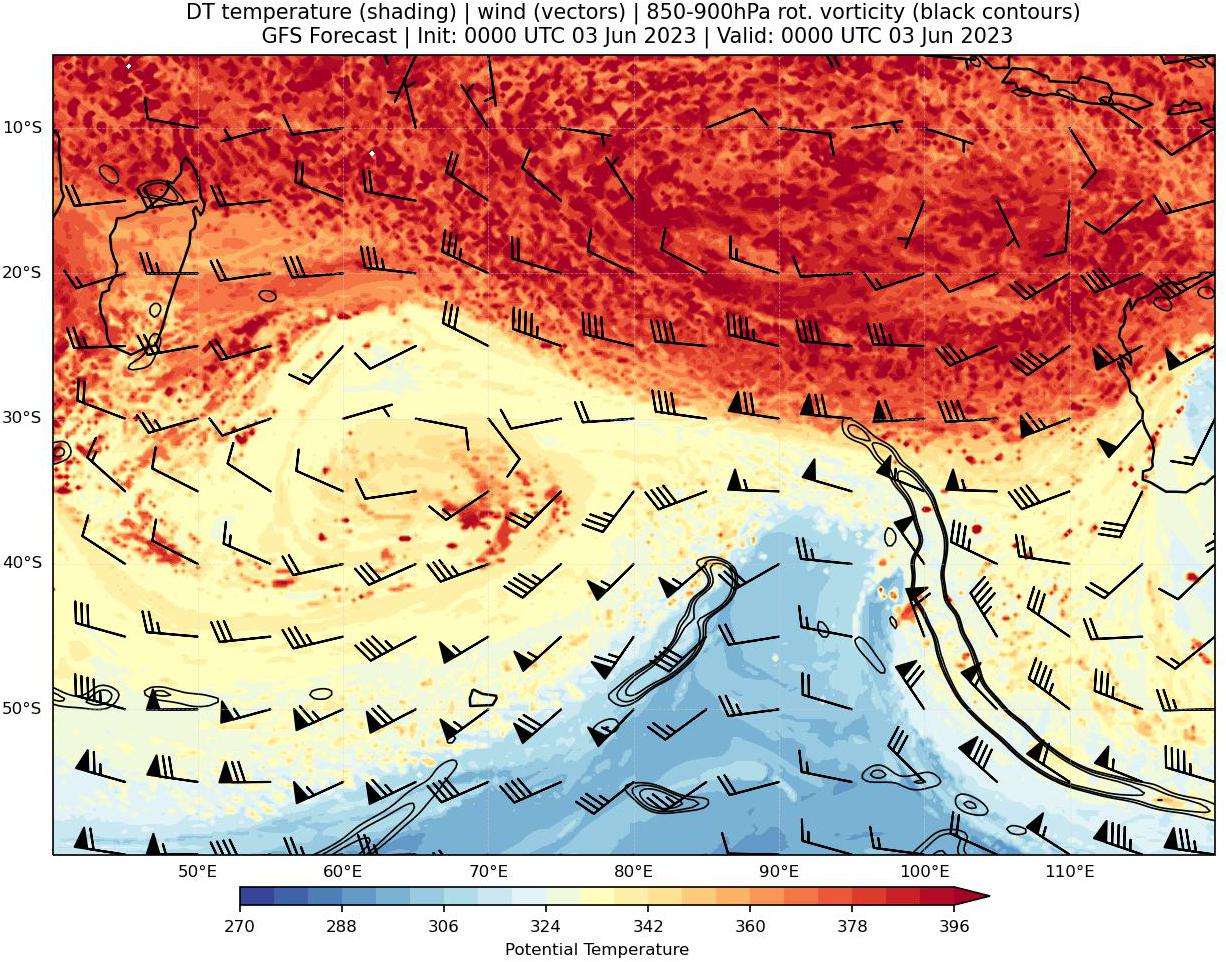 DT temperature (shading) | wind (vectors) | 850-900hPa rot. vorticity (black contours)
GFS Forecast | Init: 0000 UTC 03 Jun 2023 | Valid: 0000 UTC 03 Jun 2023
10°S
20°S
30°S
40°S
50°S
50°E 60°E 70°E 80°E 90°E 100°E 110°E
270 288 306 324 342 360 378 396
Potential Temperature